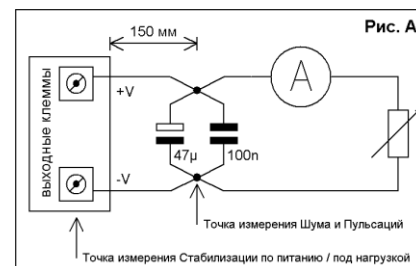 150 мм
Рис. A
выходные клеммы
+V
A
47µ
100n
-V
Точка измерения Шума и Пульсаций
Точка измерения Стабилизации по питанию / под нагрузкой